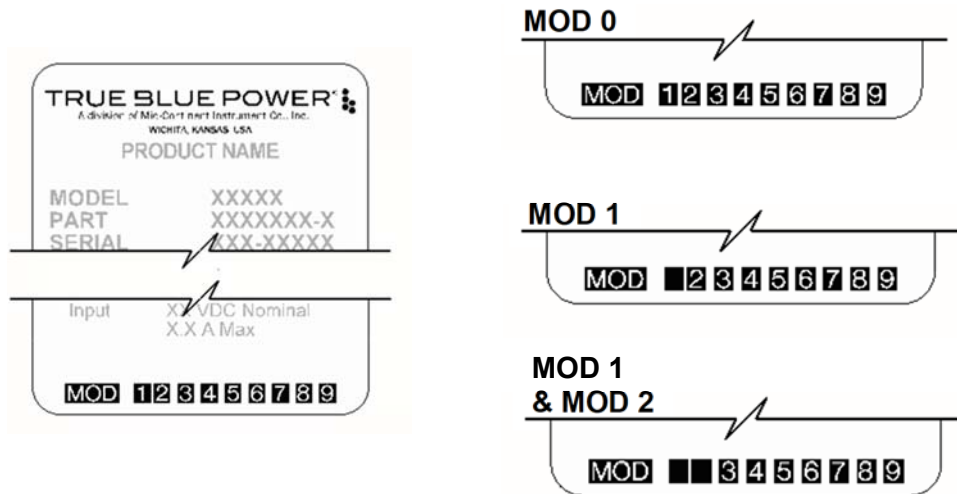 TRUE BLUE POWER
A division of Mid-Continent Instrument Co., Inc.
WICHITA, KANSAS USA
PRODUCT NAME
MODEL XXXXX
PART XXXXXXX-X
SERIAL XXX-XXXXX
Input XX VDC Nominal
X.X A Max
MOD 1 2 3 4 5 6 7 8 9
MOD 0
MOD 1 2 3 4 5 6 7 8 9
MOD 1
MOD 2 3 4 5 6 7 8 9
MOD 1
& MOD 2
MOD 3 4 5 6 7 8 9